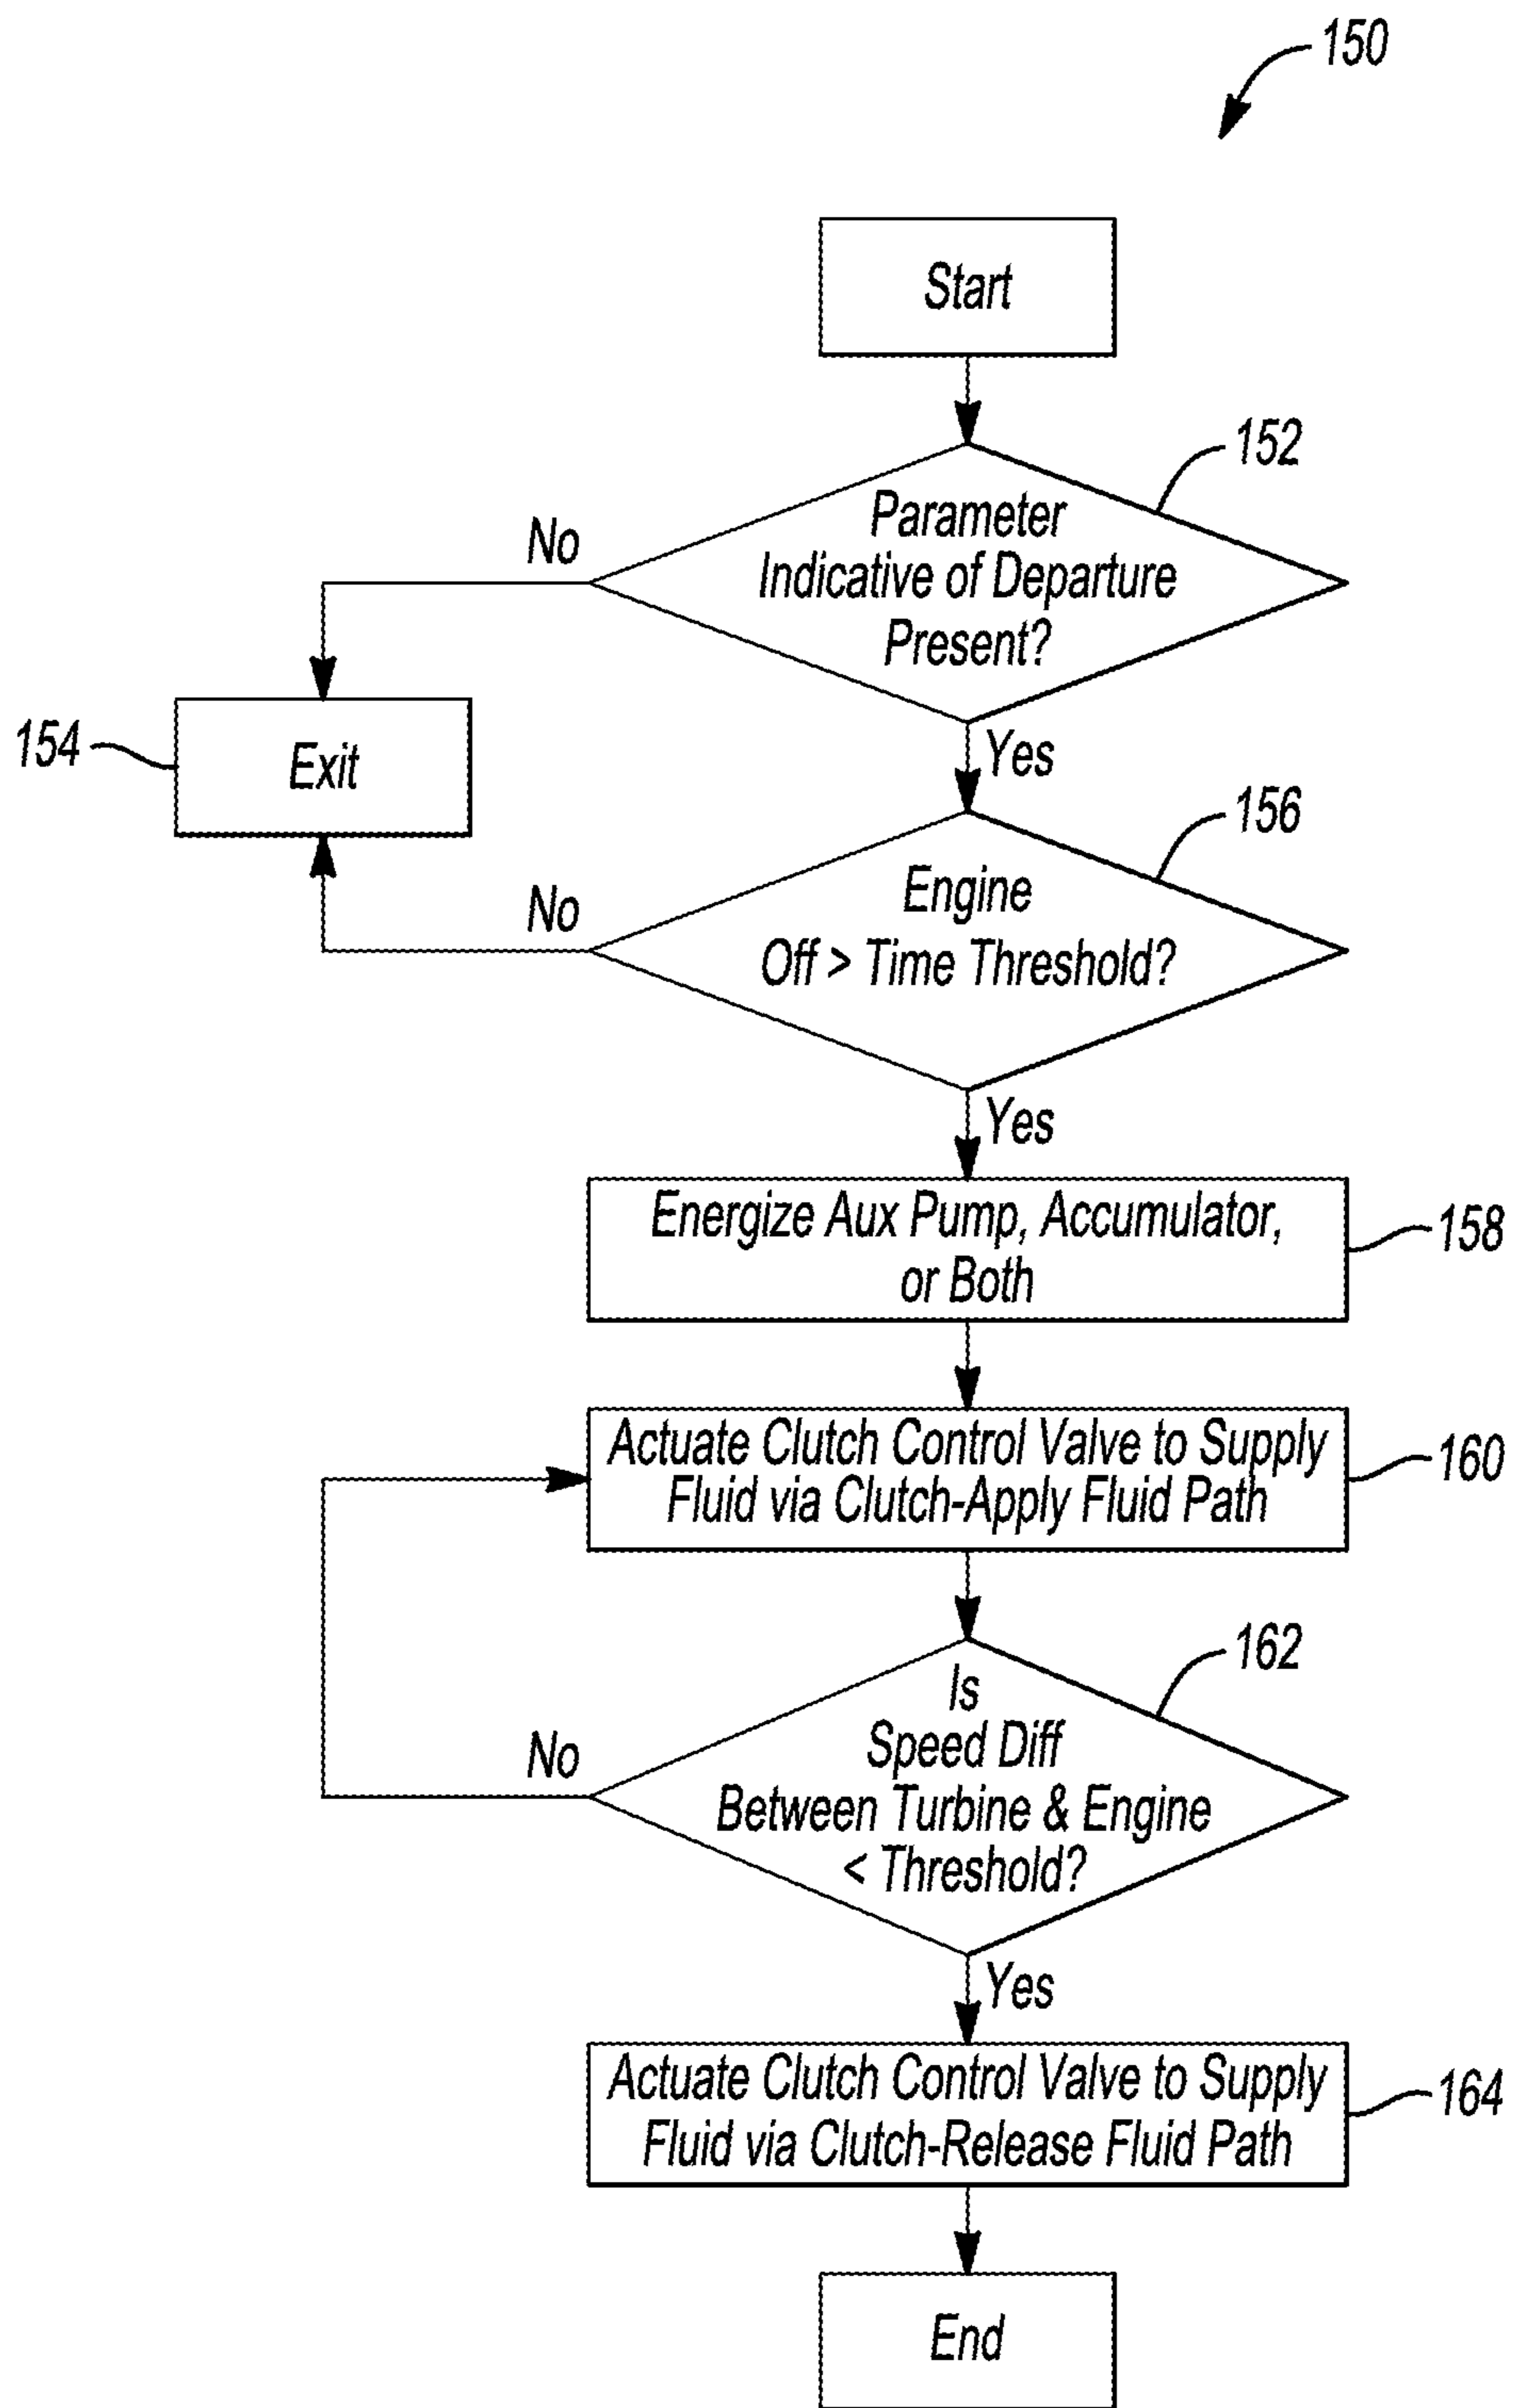 150
Start
152
Parameter
Indicative of Departure
Present?
No
Yes
154
Exit
156
Engine
Off > Time Threshold?
No
Yes
Energize Aux Pump, Accumulator,
or Both
158
Actuate Clutch Control Valve to Supply
Fluid via Clutch-Apply Fluid Path
160
162
Is
Speed Diff
Between Turbine & Engine
< Threshold?
No
Yes
Actuate Clutch Control Valve to Supply
Fluid via Clutch-Release Fluid Path
164
End